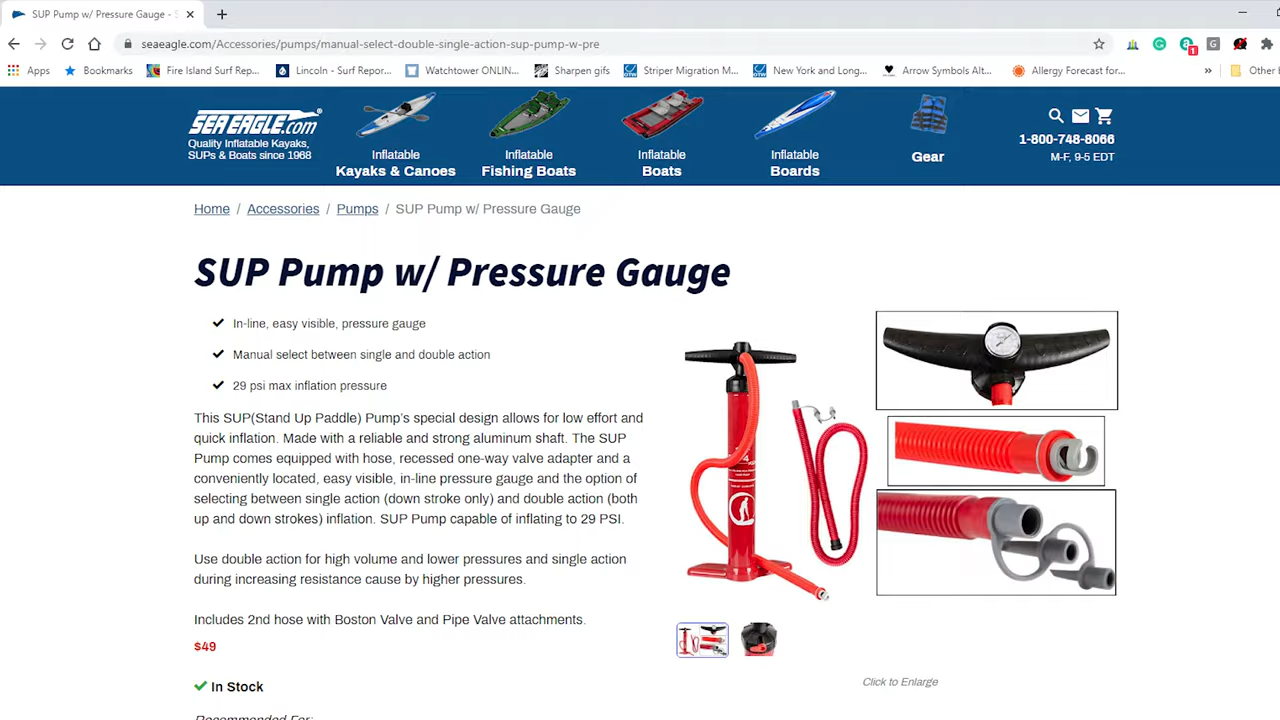 SUP Pump w/ Pressure Gauge - S
seaeagle.com/Accessories/pumps/manual-select-double-single-action-sup-pump-w-pre
Apps
Bookmarks
Fire Island Surf Rep...
Lincoln - Surf Repor...
Watchtower ONLIN...
Sharpen gifs
Striper Migration M...
New York and Long...
Arrow Symbols Alt...
Allergy Forecast for...
»
Other b
SEA EAGLE.com®
Quality Inflatable Kayaks,
SUPs & Boats since 1968
Inflatable
Kayaks & Canoes
Inflatable
Fishing Boats
Inflatable
Boats
Inflatable
Boards
Gear
1-800-748-8066
M-F, 9-5 EDT
Home / Accessories / Pumps / SUP Pump w/ Pressure Gauge
SUP Pump w/ Pressure Gauge
In-line, easy visible, pressure gauge
Manual select between single and double action
29 psi max inflation pressure
This SUP(Stand Up Paddle) Pump's special design allows for low effort and
quick inflation. Made with a reliable and strong aluminum shaft. The SUP
Pump comes equipped with hose, recessed one-way valve adapter and a
conveniently located, easy visible, in-line pressure gauge and the option of
selecting between single action (down stroke only) and double action (both
up and down strokes) inflation. SUP Pump capable of inflating to 29 PSI.
Use double action for high volume and lower pressures and single action
during increasing resistance cause by higher pressures.
Includes 2nd hose with Boston Valve and Pipe Valve attachments.
$49
In Stock
Click to Enlarge
Recommended For: